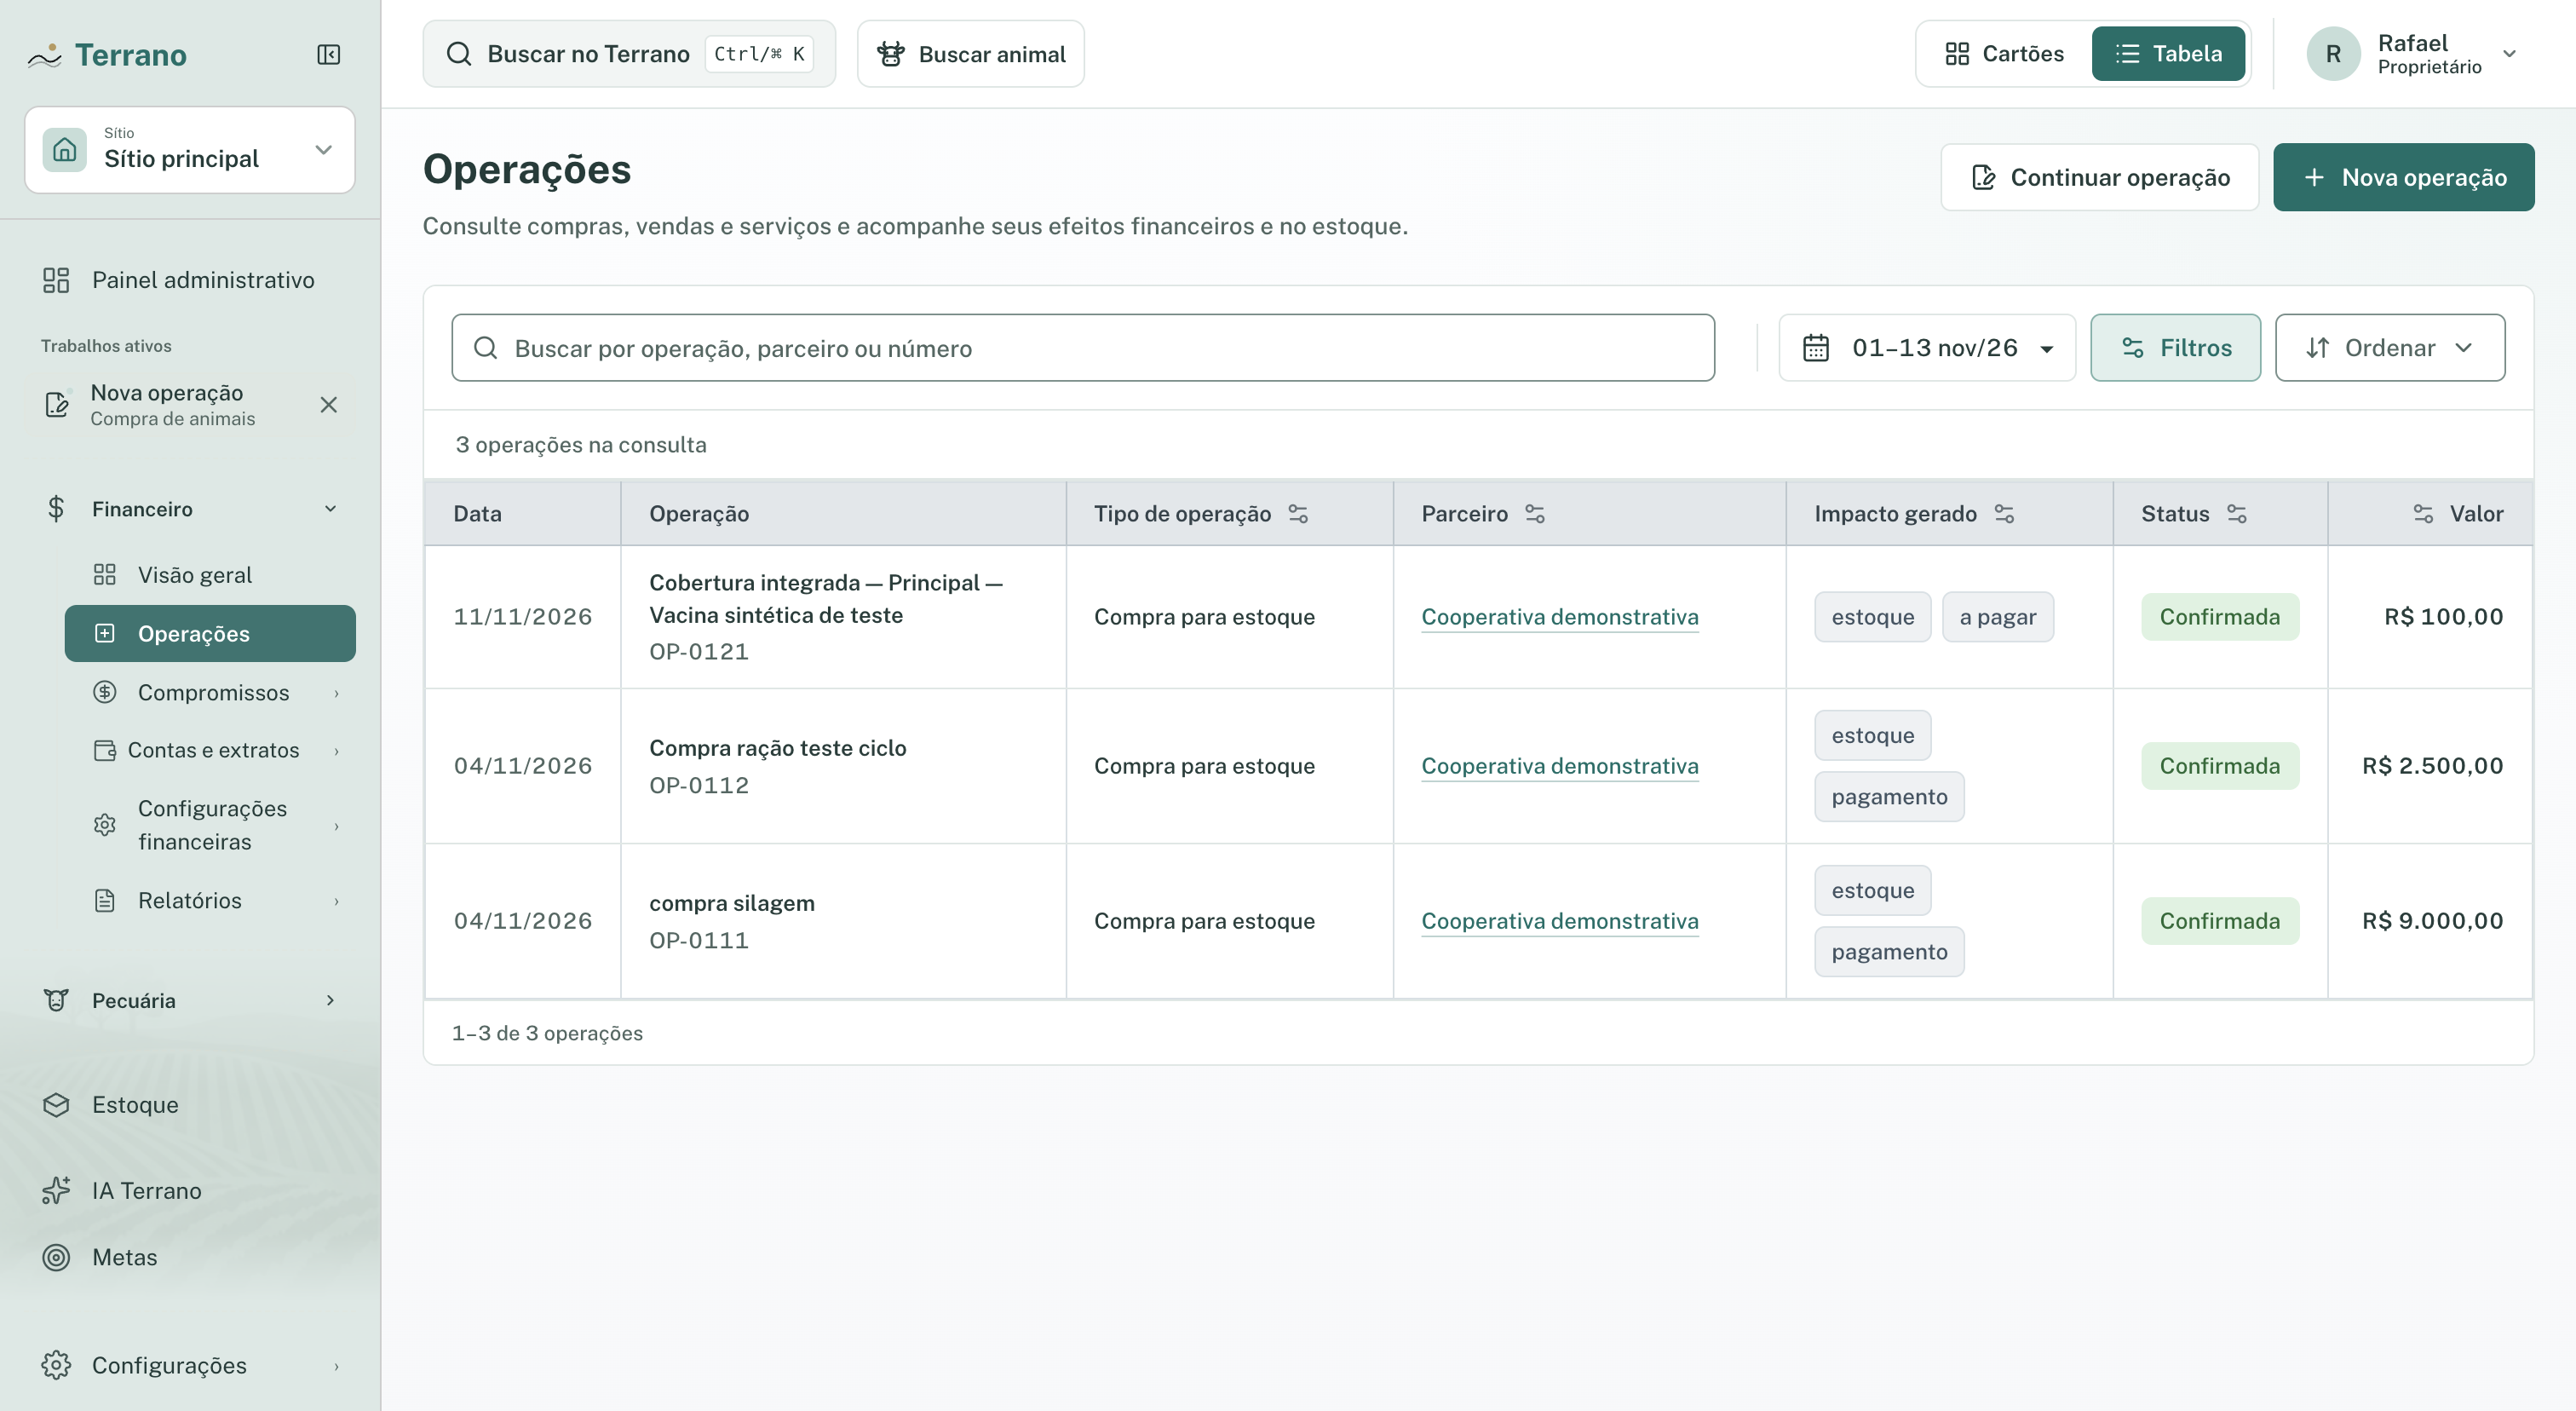 Terrano
Buscar no Terrano Ctrl/⌘ K
Buscar animal
Cartões
Tabela
R
Rafael
Proprietário
Sítio
Sítio principal
Painel administrativo
Trabalhos ativos
Nova operação
Compra de animais
Financeiro
Visão geral
Operações
Compromissos
Contas e extratos
Configurações
financeiras
Relatórios
Pecuária
Estoque
IA Terrano
Metas
Configurações
Operações
Consulte compras, vendas e serviços e acompanhe seus efeitos financeiros e no estoque.
Continuar operação
+ Nova operação
Buscar por operação, parceiro ou número
01–13 nov/26
Filtros
Ordenar
3 operações na consulta
Data Operação Tipo de operação Parceiro Impacto gerado Status Valor
11/11/2026
Cobertura integrada — Principal —
Vacina sintética de teste
OP-0121
Compra para estoque
Cooperativa demonstrativa
estoque a pagar
Confirmada
R$ 100,00
04/11/2026
Compra ração teste ciclo
OP-0112
Compra para estoque
Cooperativa demonstrativa
estoque
pagamento
Confirmada
R$ 2.500,00
04/11/2026
compra silagem
OP-0111
Compra para estoque
Cooperativa demonstrativa
estoque
pagamento
Confirmada
R$ 9.000,00
1–3 de 3 operações